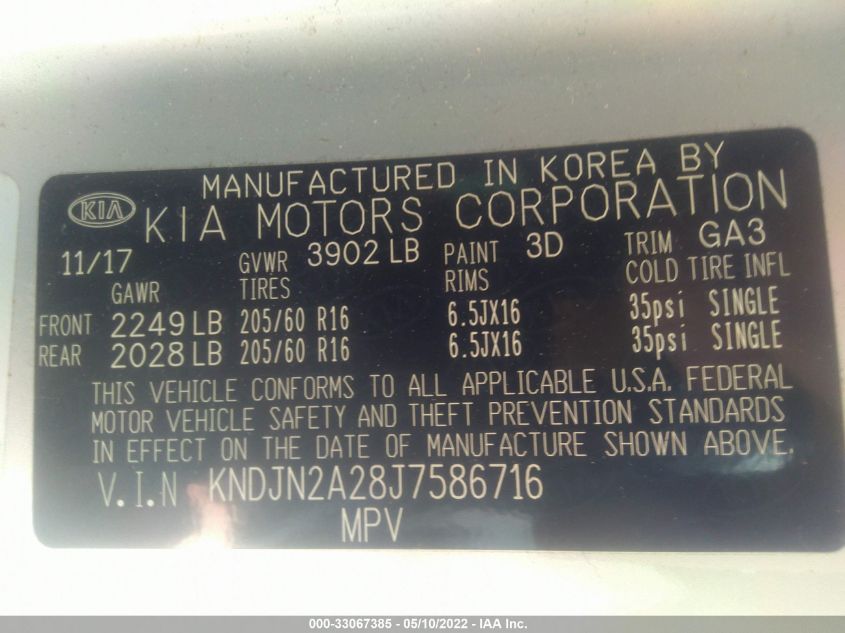 MANUFACTURED IN KOREA BY
KIA KIA MOTORS CORPORATION
11/17 GVWR 3902 LB PAINT 3D TRIM GA3
GAWR TIRES RIMS COLD TIRE INFL
FRONT 2249 LB 205/60 R16 6.5JX16 35psi SINGLE
REAR 2028 LB 205/60 R16 6.5JX16 35psi SINGLE
THIS VEHICLE CONFORMS TO ALL APPLICABLE U.S.A. FEDERAL
MOTOR VEHICLE SAFETY AND THEFT PREVENTION STANDARDS
IN EFFECT ON THE DATE OF MANUFACTURE SHOWN ABOVE.
V.I.N KNDJN2A28J7586716
MPV
000-33067385 - 05/10/2022 - IAA Inc.